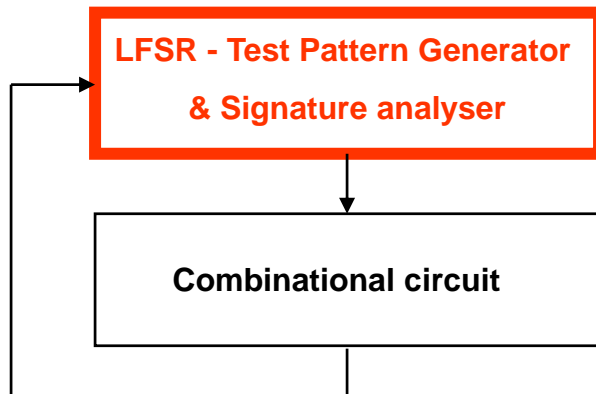 LFSR - Test Pattern Generator
& Signature analyser
Combinational circuit